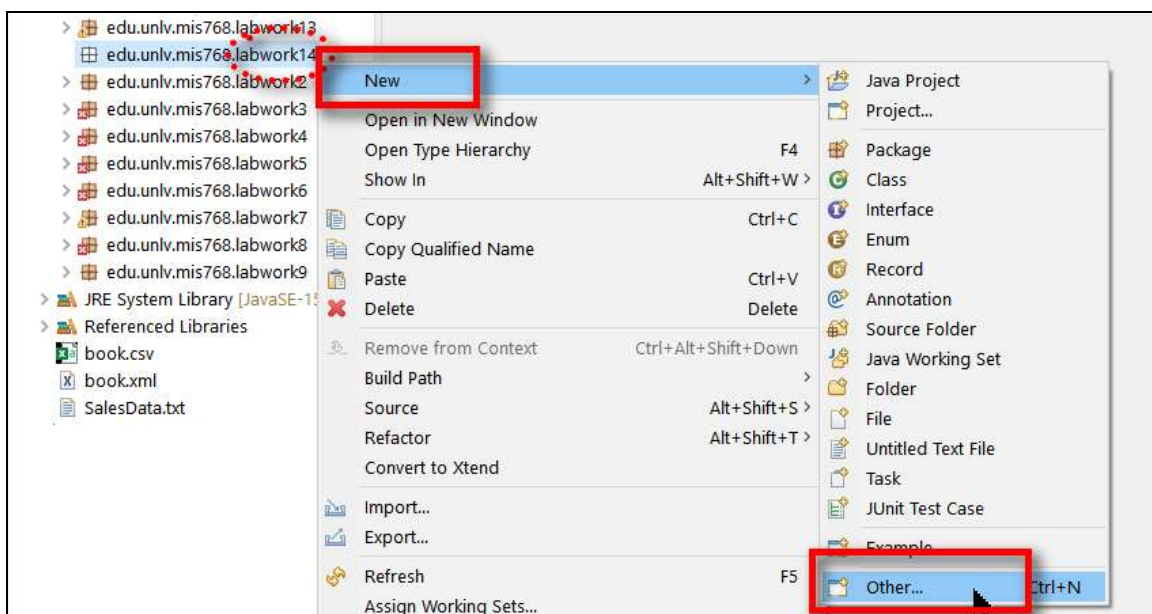 edu.unlv.mis768.labwork13
edu.unlv.mis768.labwork14
edu.unlv.mis768.labwork2
edu.unlv.mis768.labwork3
edu.unlv.mis768.labwork4
edu.unlv.mis768.labwork5
edu.unlv.mis768.labwork6
edu.unlv.mis768.labwork7
edu.unlv.mis768.labwork8
edu.unlv.mis768.labwork9
JRE System Library [JavaSE-15
Referenced Libraries
book.csv
book.xml
SalesData.txt
New >
Open in New Window
Open Type Hierarchy F4
Show In Alt+Shift+W >
Copy Ctrl+C
Copy Qualified Name
Paste Ctrl+V
Delete Delete
Remove from Context Ctrl+Alt+Shift+Down
Build Path >
Source Alt+Shift+S >
Refactor Alt+Shift+T >
Convert to Xtend
Import...
Export...
Refresh F5
Assign Working Sets...
Java Project
Project...
Package
Class
Interface
Enum
Record
Annotation
Source Folder
Java Working Set
Folder
File
Untitled Text File
Task
JUnit Test Case
Example...
Other... Ctrl+N